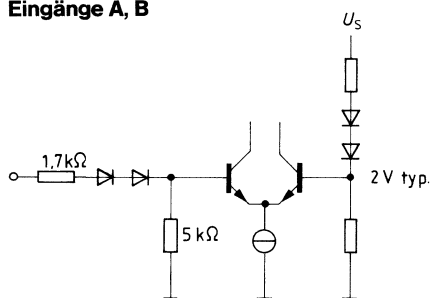 Eingänge A, B
U_S
1,7kΩ
2 V typ.
5 kΩ